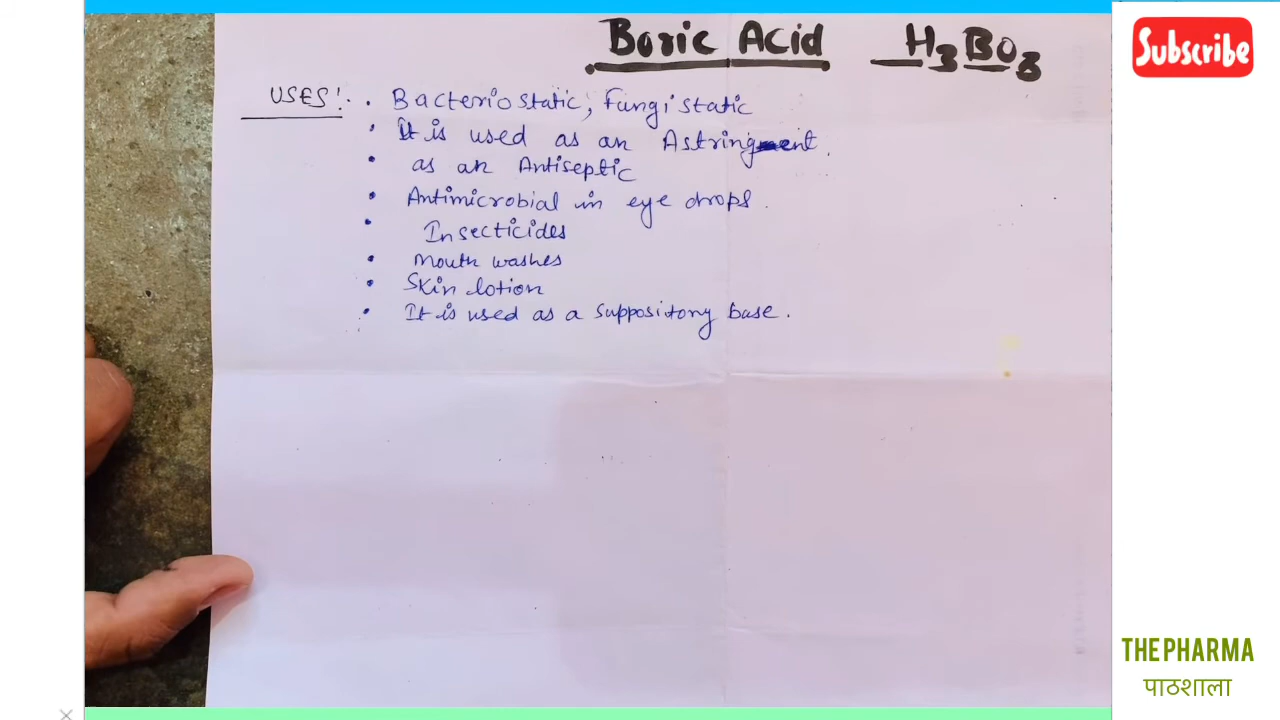 Boric Acid H3BO3
Subscribe
USES!. . Bacteriostatic, Fungistatic
. It is used as an Astringent.
. as an Antiseptic
. Antimicrobial in eye drops.
. Insecticides
. Mouth washes
. Skin lotion
. It is used as a suppository base.
THE PHARMA
पाठशाला